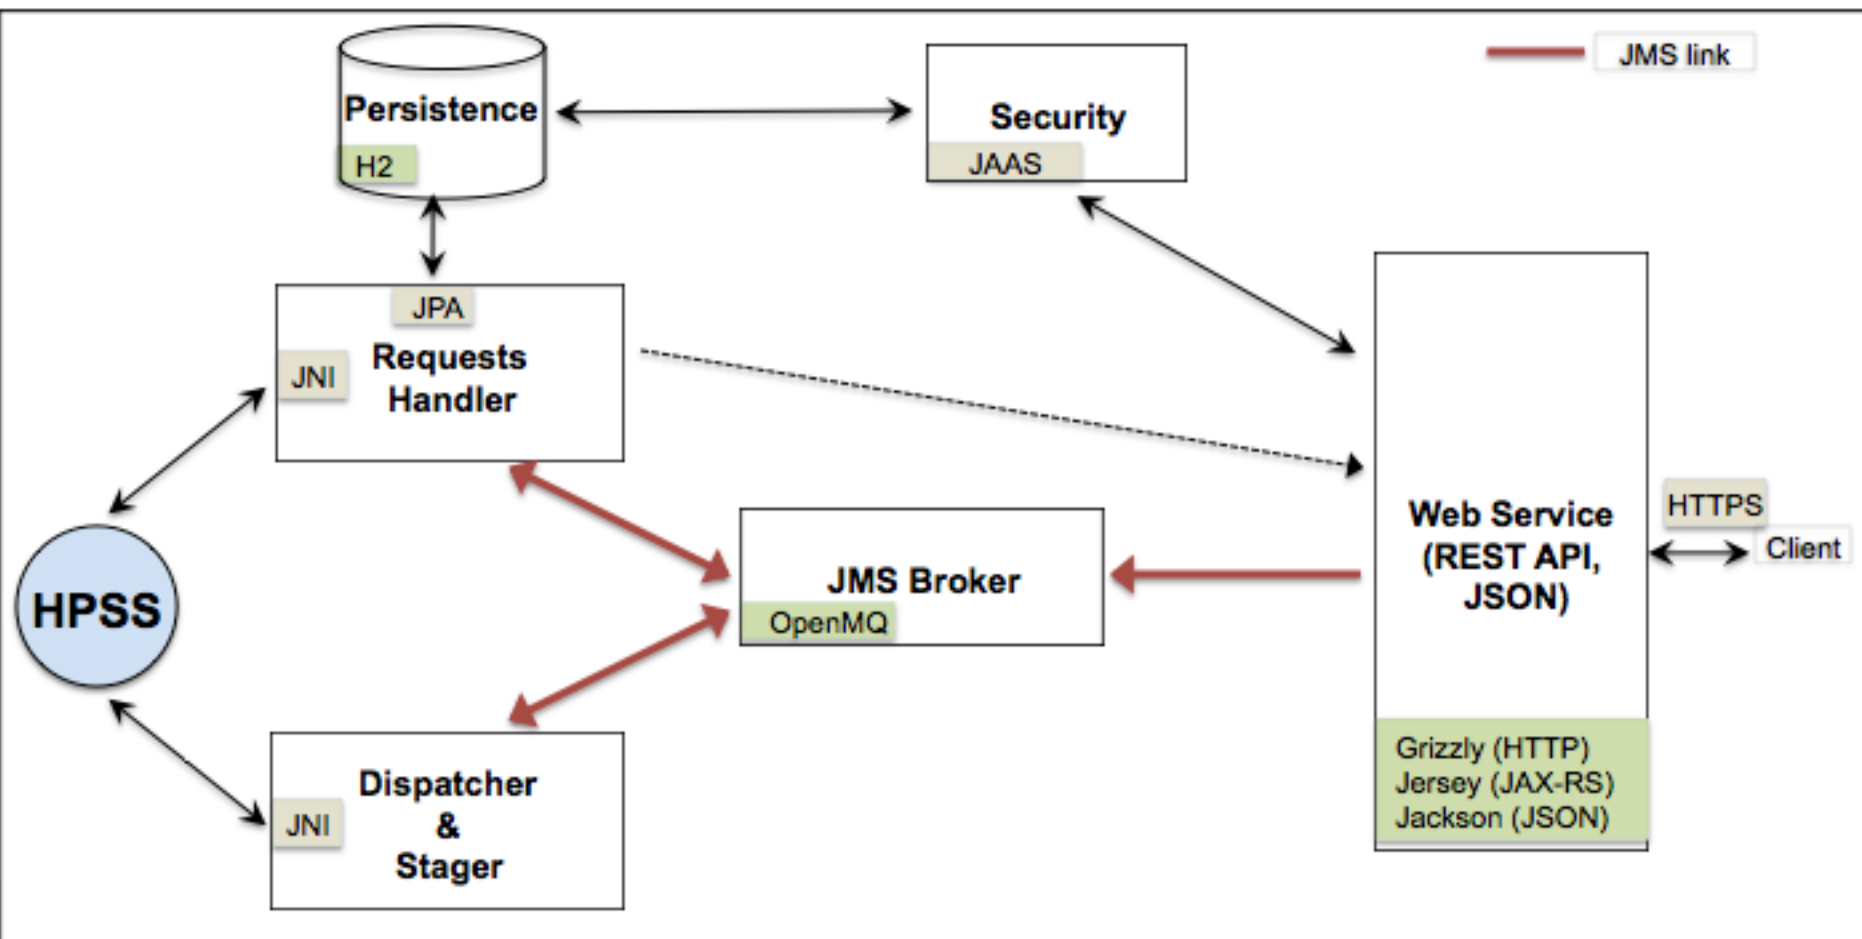 JMS link
Persistence
H2
Security
JAAS
JPA
Requests
Handler
JNI
HTTPS
Client
Web Service
(REST API,
JSON)
JMS Broker
OpenMQ
HPSS
Grizzly (HTTP)
Jersey (JAX-RS)
Jackson (JSON)
Dispatcher
&
Stager
JNI